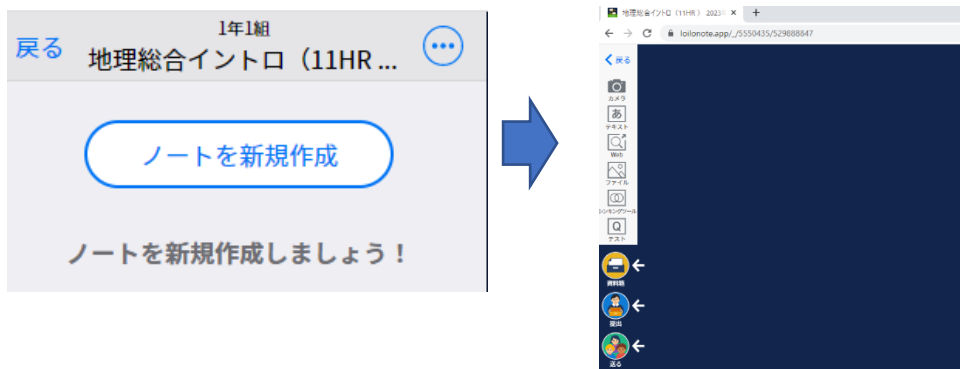 1年1組
戻る
地理総合イントロ（11HR ...
ノートを新規作成
ノートを新規作成しましょう！
地理総合イントロ（11HR） 2023
loilonote.app/_/5550435/529888847
戻る
カメラ
あ
テキスト
Web
ファイル
シンキングツール
Q
テスト
資料箱
提出
送る